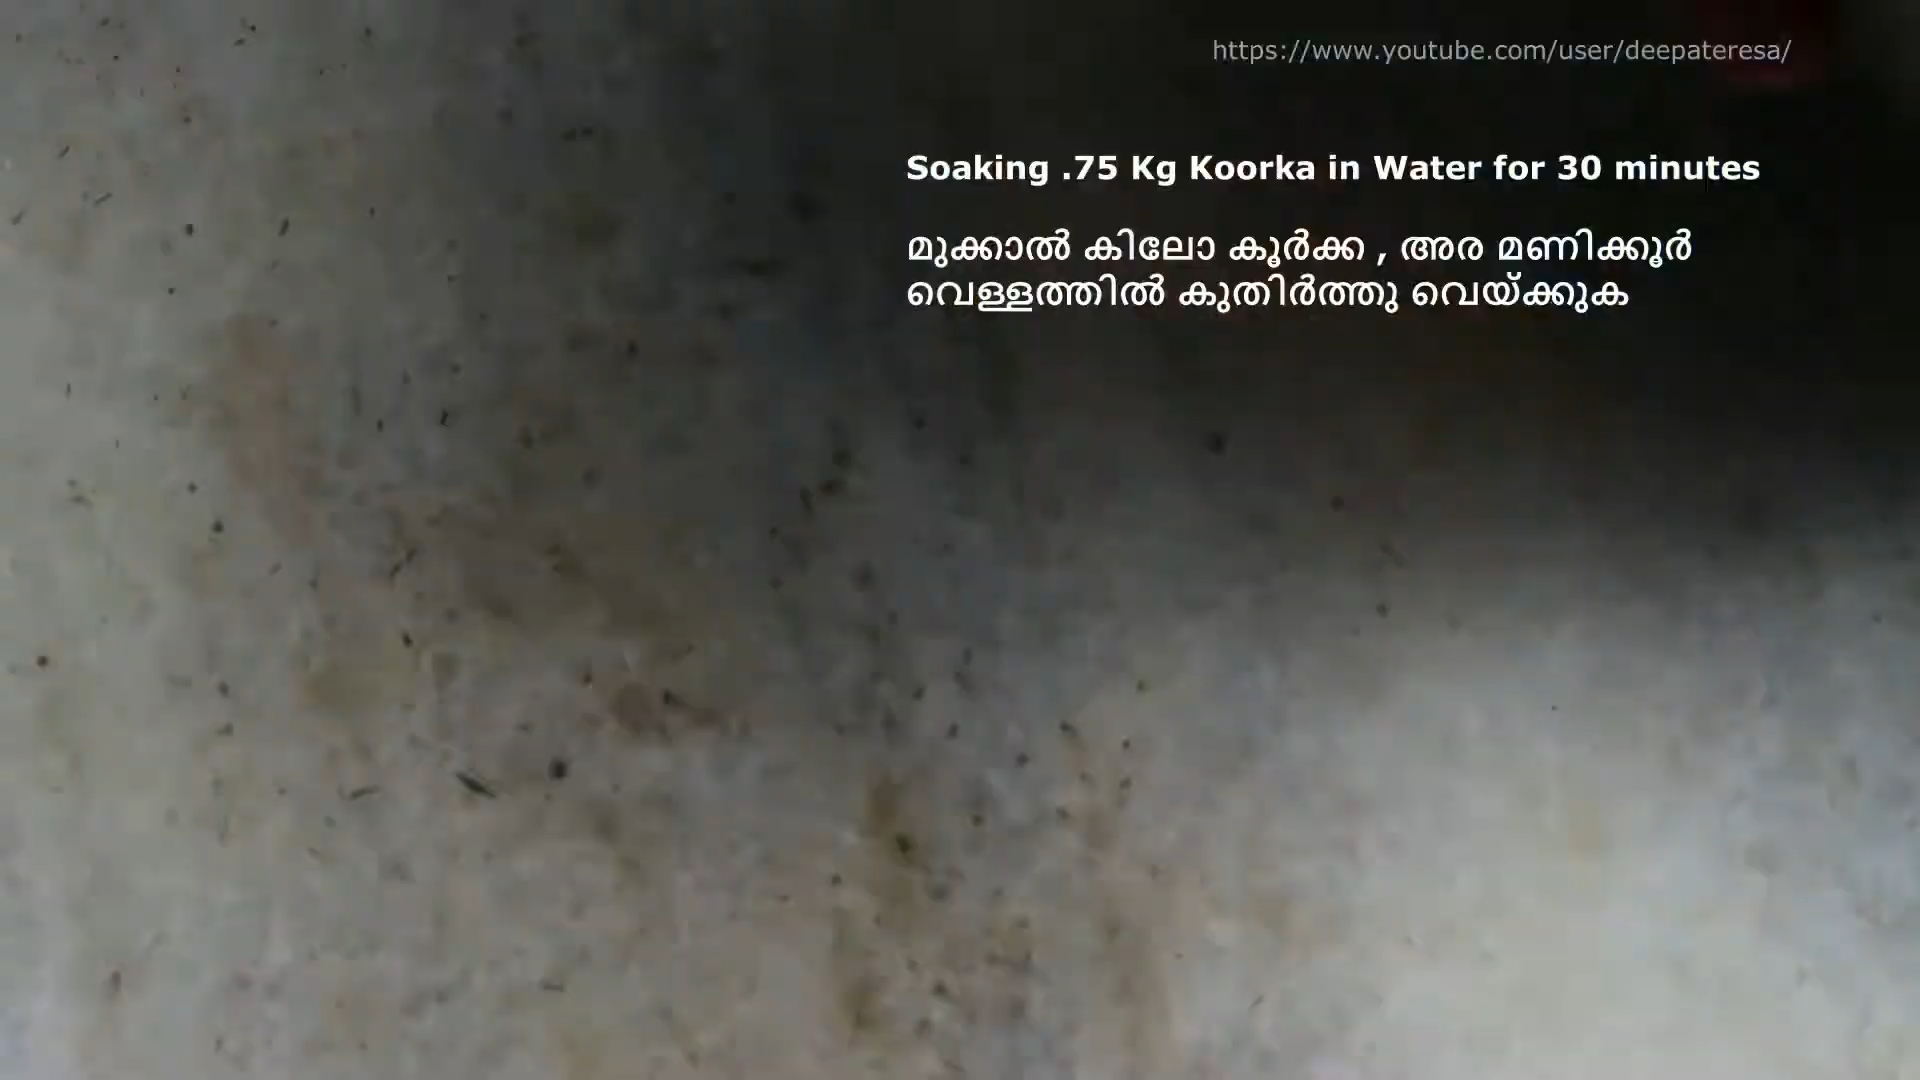 https://www.youtube.com/user/deepateresa/
Soaking .75 Kg Koorka in Water for 30 minutes
മുക്കാൽ കിലോ കൂർക്ക , അര മണിക്കൂർ
വെള്ളത്തിൽ കുതിർത്തു വെയ്ക്കുക